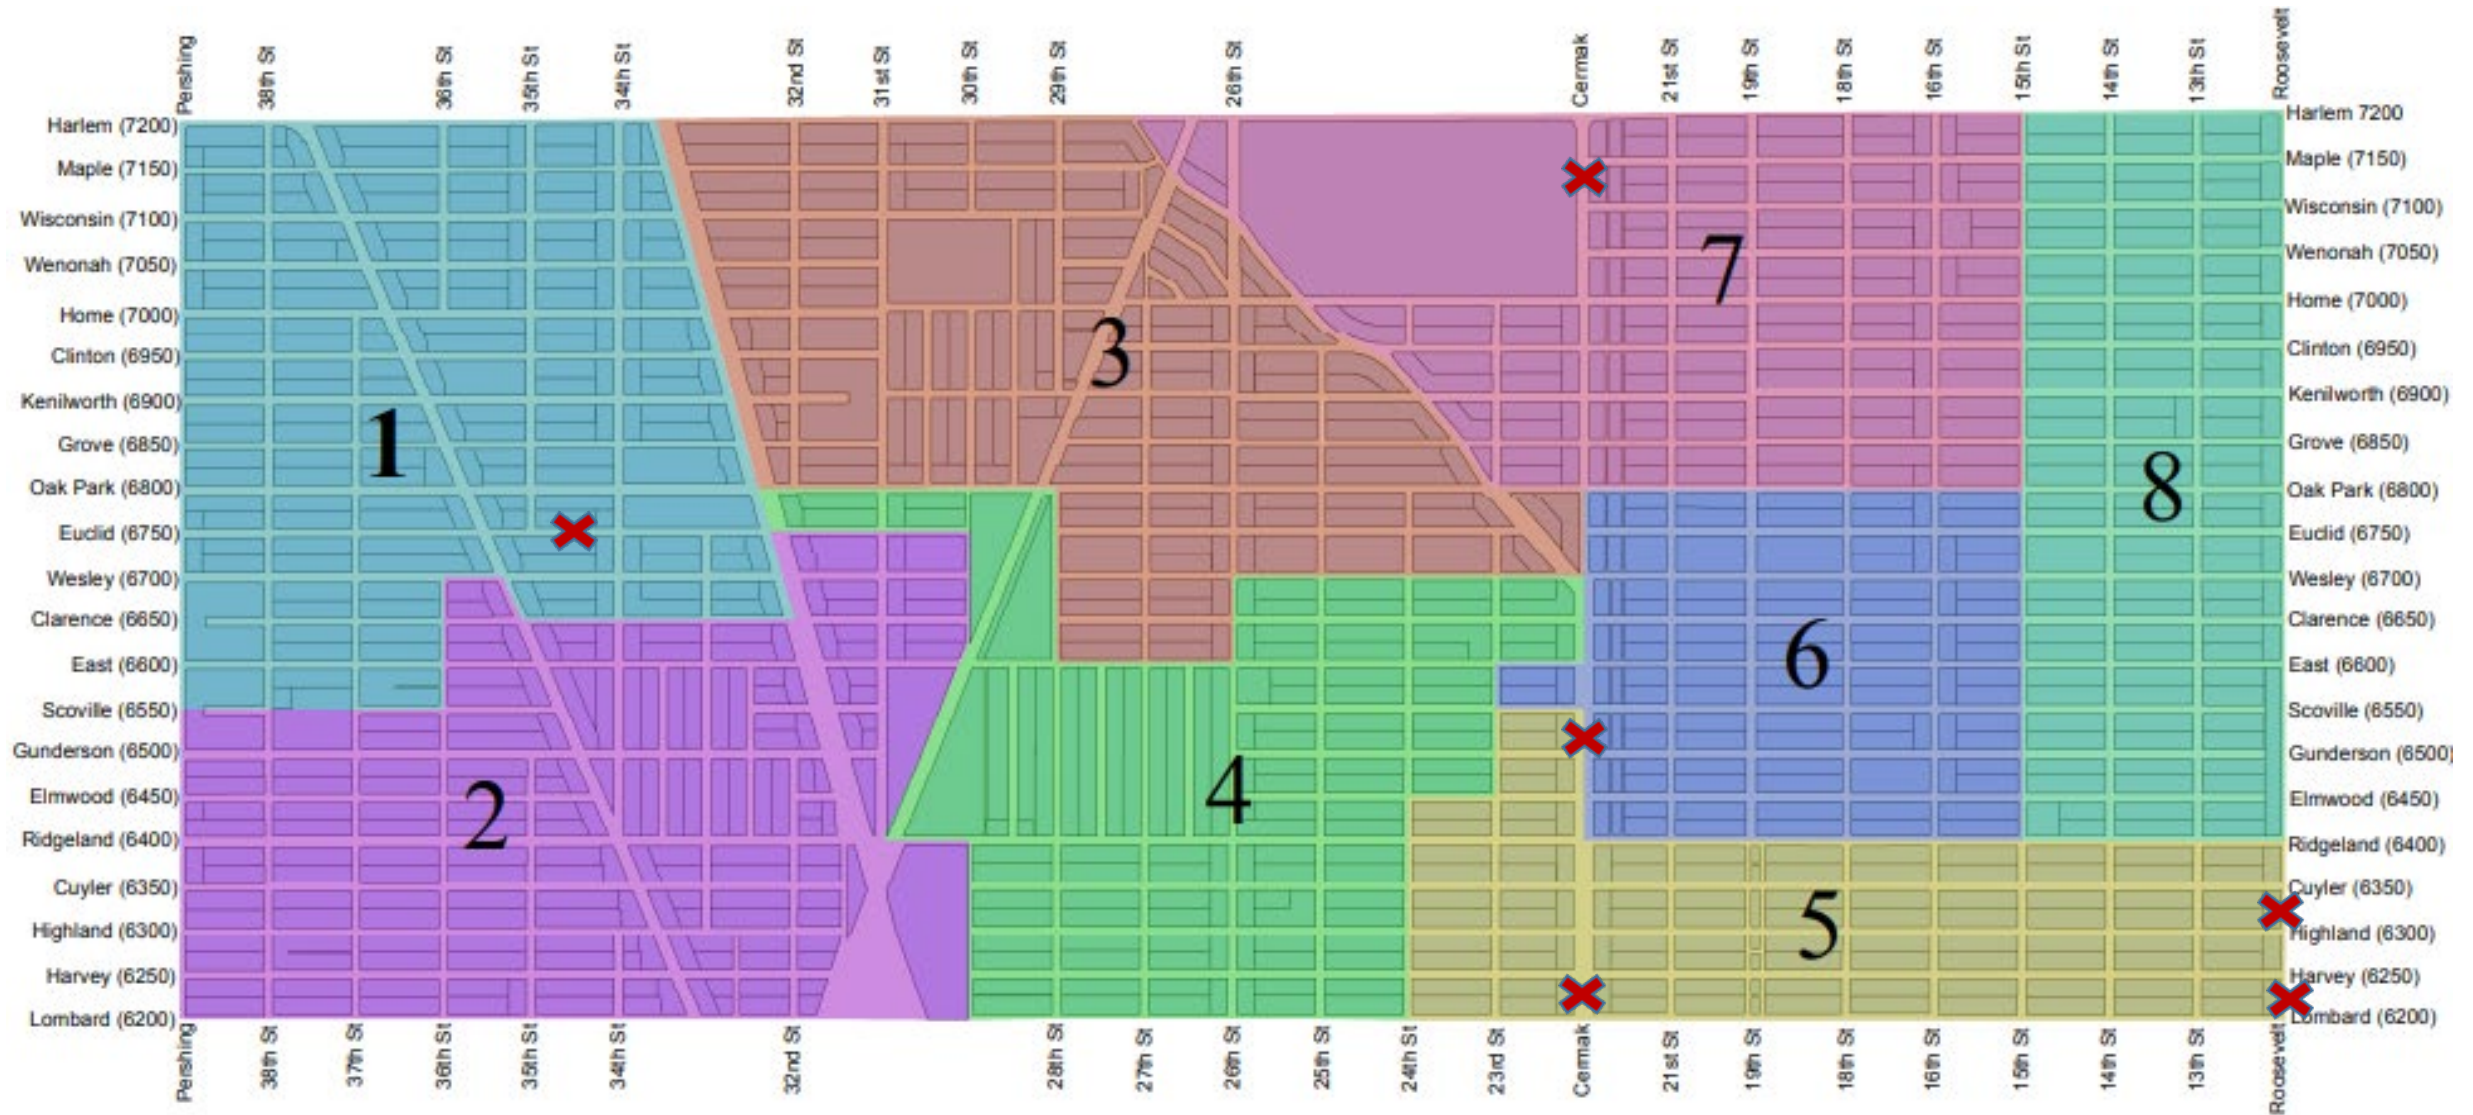 Pershing
38th St
36th St
35th St
34th St
32nd St
31st St
30th St
29th St
26th St
Cermak
21st St
19th St
18th St
16th St
15th St
14th St
13th St
Roosevelt
Harlem (7200)
Maple (7150)
Wisconsin (7100)
Wenonah (7050)
Home (7000)
Clinton (6950)
Kenilworth (6900)
Grove (6850)
Oak Park (6800)
Euclid (6750)
Wesley (6700)
Clarence (6650)
East (6600)
Scoville (6550)
Gunderson (6500)
Elmwood (6450)
Ridgeland (6400)
Cuyler (6350)
Highland (6300)
Harvey (6250)
Lombard (6200)
1
2
3
4
7
6
5
8
Harlem 7200
Maple (7150)
Wisconsin (7100)
Wenonah (7050)
Home (7000)
Clinton (6950)
Kenilworth (6900)
Grove (6850)
Oak Park (6800)
Euclid (6750)
Wesley (6700)
Clarence (6650)
East (6600)
Scoville (6550)
Gunderson (6500)
Elmwood (6450)
Ridgeland (6400)
Cuyler (6350)
Highland (6300)
Harvey (6250)
Lombard (6200)
Pershing
38th St
37th St
36th St
35th St
34th St
32nd St
28th St
27th St
26th St
25th St
24th St
23rd St
Cermak
21st St
19th St
18th St
16th St
15th St
14th St
13th St
Roosevelt